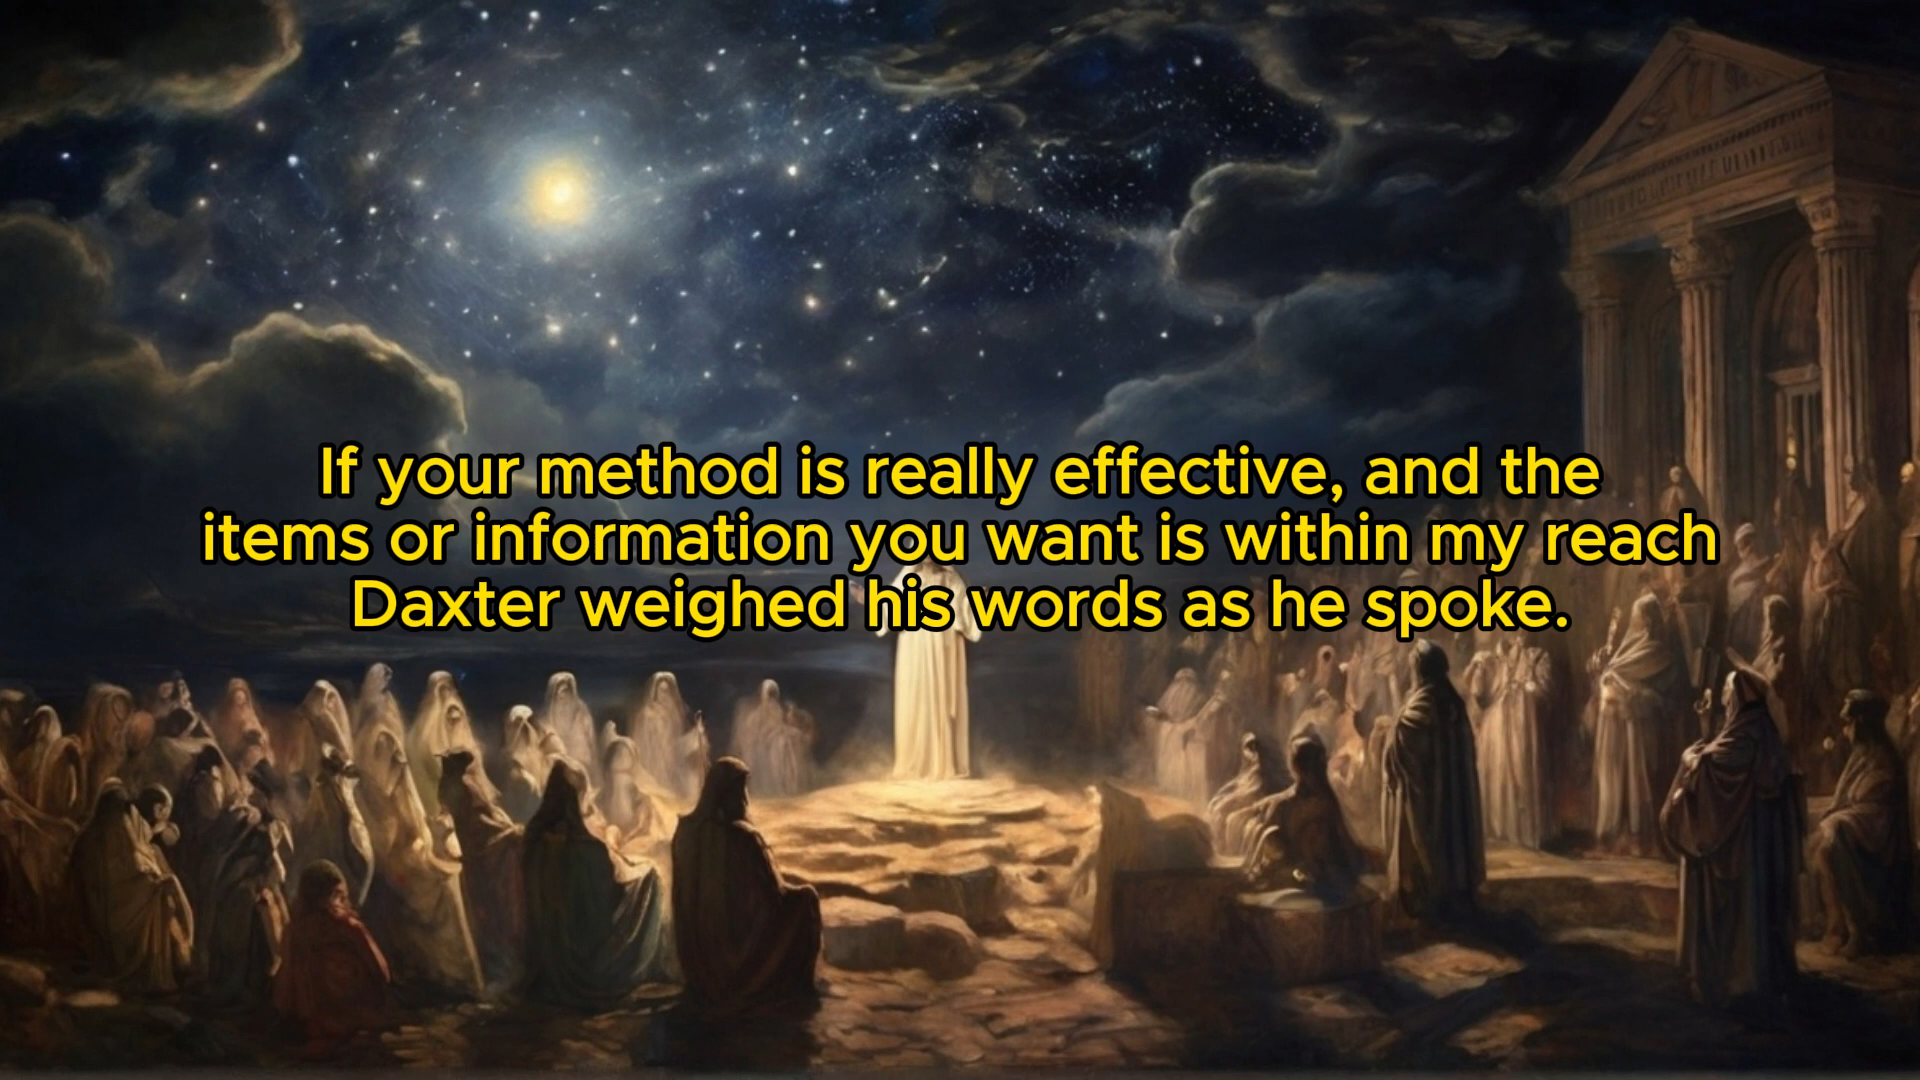 If your method is really effective, and the
items or information you want is within my reach
Daxter weighed his words as he spoke.